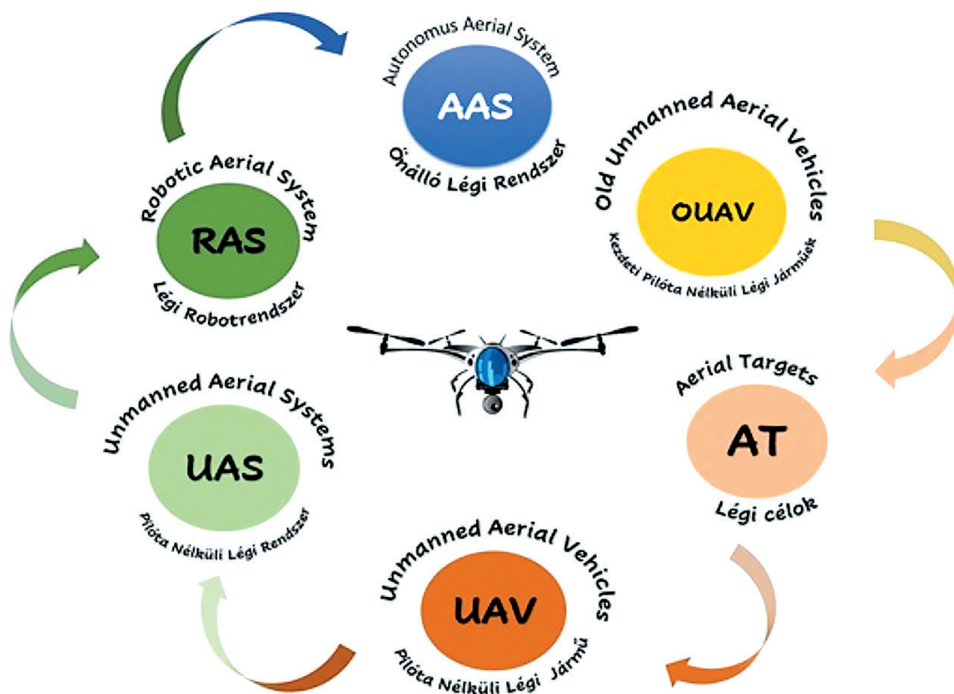 Autonomus Aerial System
AAS
Önálló Légi Rendszer
Old Unmanned Aerial Vehicles
OUAV
Kezdeti Pilóta Nélküli Légi Járműek
Aerial Targets
AT
Légi célok
Unmanned Aerial Vehicles
UAV
Pilóta Nélküli Légi Jármű
Unmanned Aerial Systems
UAS
Pilóta Nélküli Légi Rendszer
Robotic Aerial System
RAS
Légi Robotrendszer